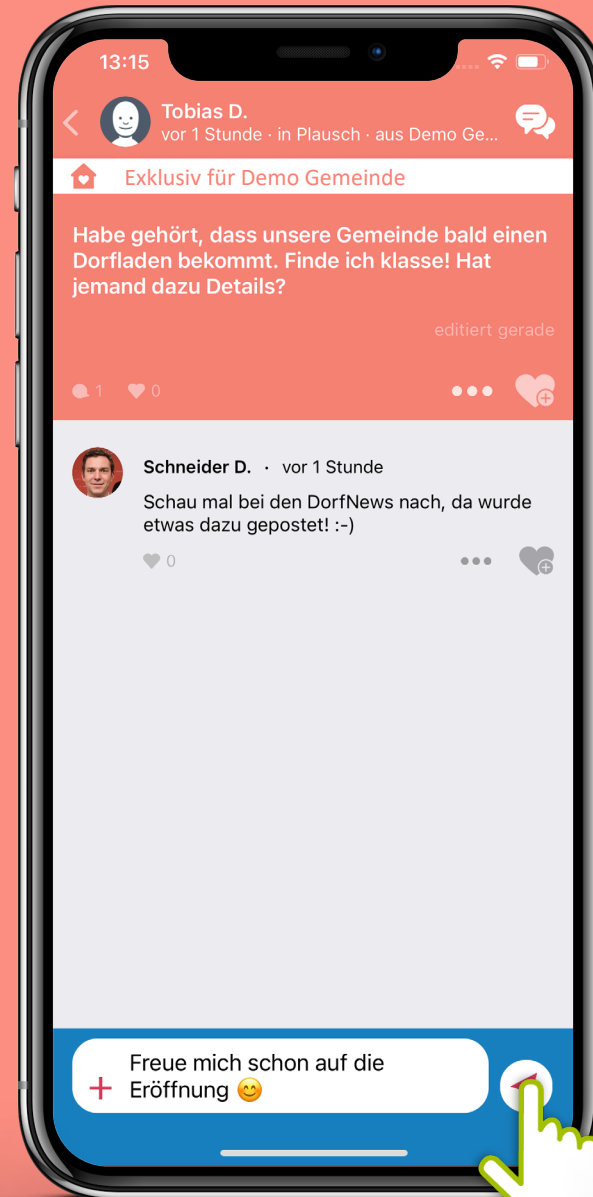 13:15
Tobias D.
vor 1 Stunde · in Plausch · aus Demo Ge...
Exklusiv für Demo Gemeinde
Habe gehört, dass unsere Gemeinde bald einen
Dorfladen bekommt. Finde ich klasse! Hat
jemand dazu Details?
editiert gerade
1 0
Schneider D. · vor 1 Stunde
Schau mal bei den DorfNews nach, da wurde
etwas dazu gepostet! :-)
0
Freue mich schon auf die
Eröffnung 😊